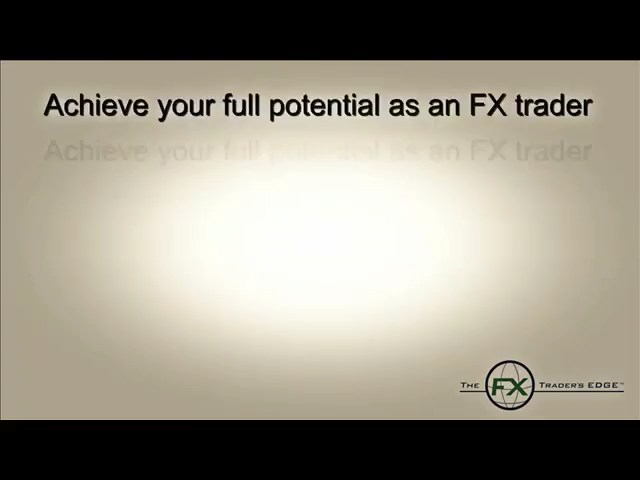 Achieve your full potential as an FX trader
Achieve your full potential as an FX trader
THE FX TRADER'S EDGE™